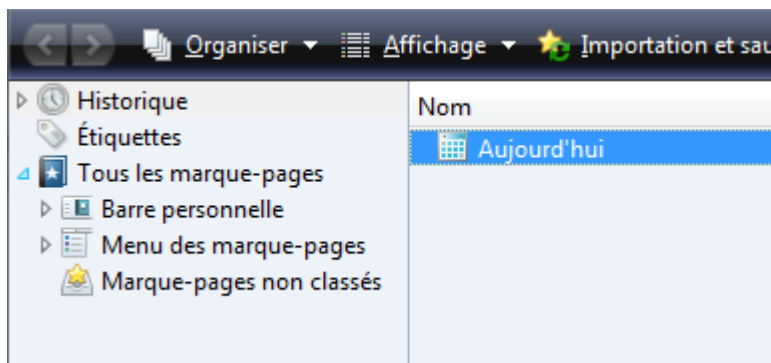 Organiser Affichage Importation et sau
Historique
Étiquettes
Tous les marque-pages
Barre personnelle
Menu des marque-pages
Marque-pages non classés
Nom
Aujourd'hui